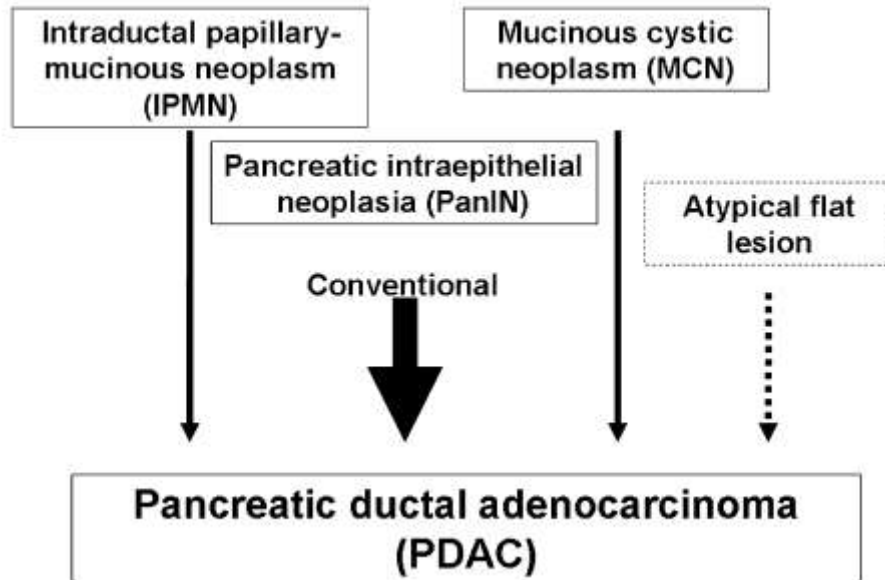 Intraductal papillary-
mucinous neoplasm
(IPMN)
Mucinous cystic
neoplasm (MCN)
Pancreatic intraepithelial
neoplasia (PanIN)
Atypical flat
lesion
Conventional
Pancreatic ductal adenocarcinoma
(PDAC)